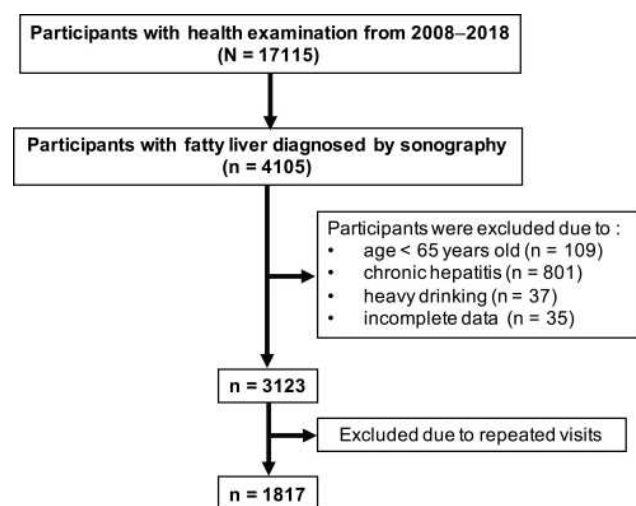 Participants with health examination from 2008–2018
(N = 17115)
Participants with fatty liver diagnosed by sonography
(n = 4105)
Participants were excluded due to :
• age < 65 years old (n = 109)
• chronic hepatitis (n = 801)
• heavy drinking (n = 37)
• incomplete data (n = 35)
n = 3123
Excluded due to repeated visits
n = 1817